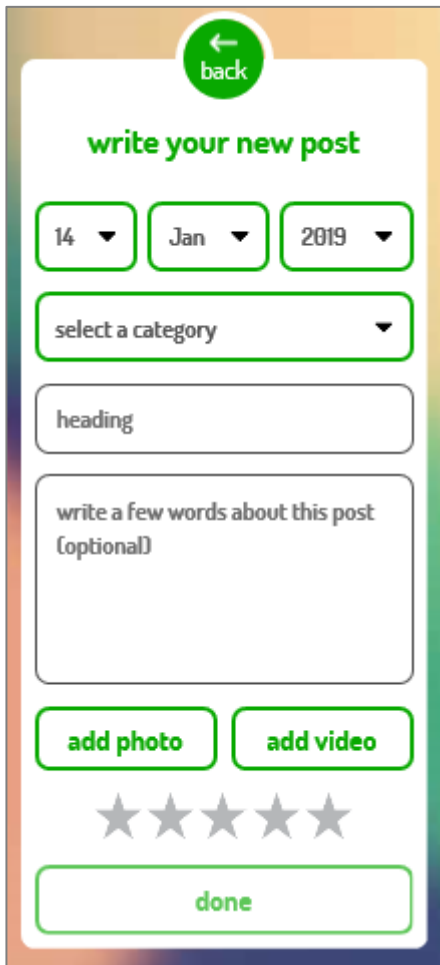 back
write your new post
14 Jan 2019
select a category
heading
write a few words about this post
(optional)
add photo add video
done